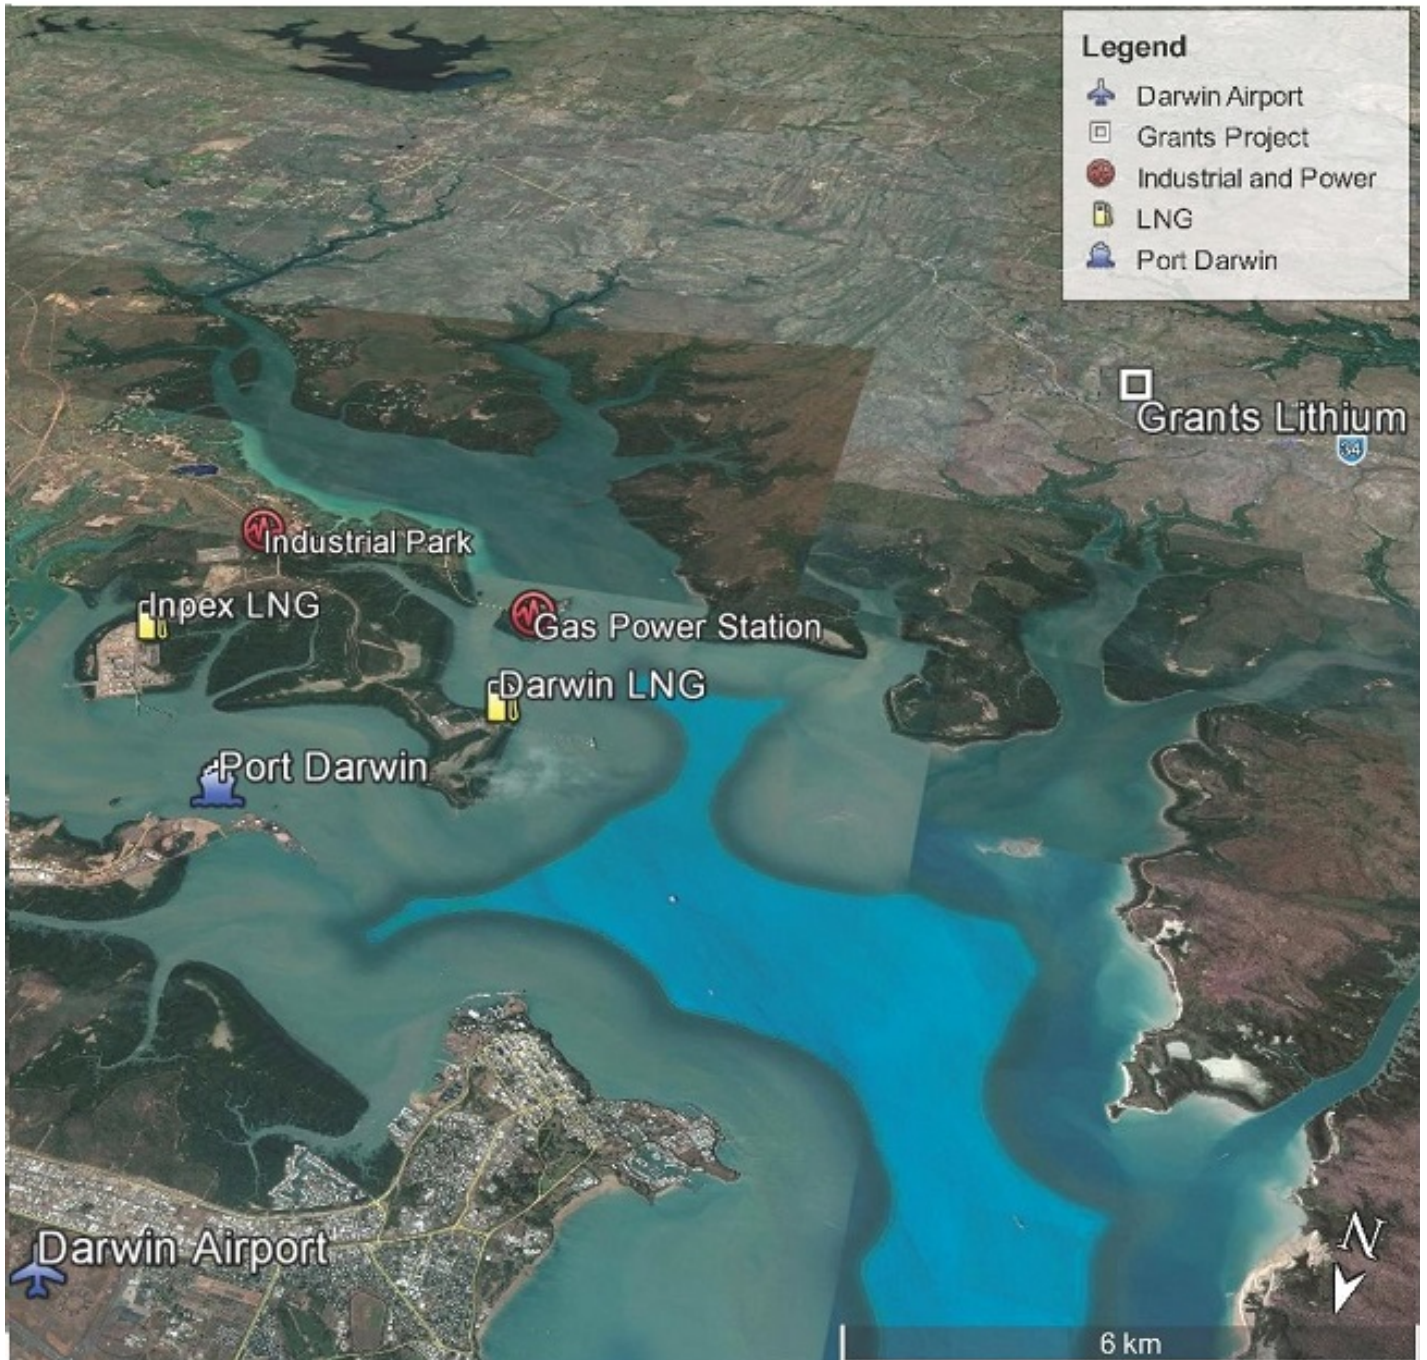 Legend
Darwin Airport
Grants Project
Industrial and Power
LNG
Port Darwin
Grants Lithium
34
Industrial Park
Inpex LNG
Gas Power Station
Darwin LNG
Port Darwin
Darwin Airport
N
6 km